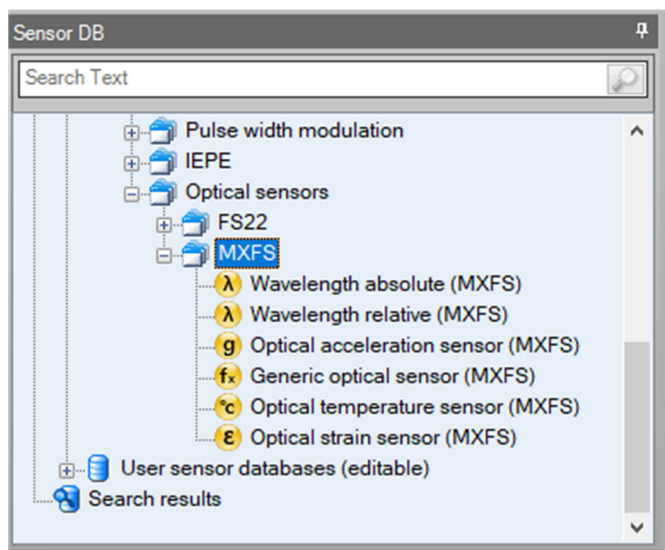 Sensor DB
Search Text
Pulse width modulation
IEPE
Optical sensors
FS22
MXFS
λ Wavelength absolute (MXFS)
λ Wavelength relative (MXFS)
g Optical acceleration sensor (MXFS)
fx Generic optical sensor (MXFS)
°C Optical temperature sensor (MXFS)
ε Optical strain sensor (MXFS)
User sensor databases (editable)
Search results